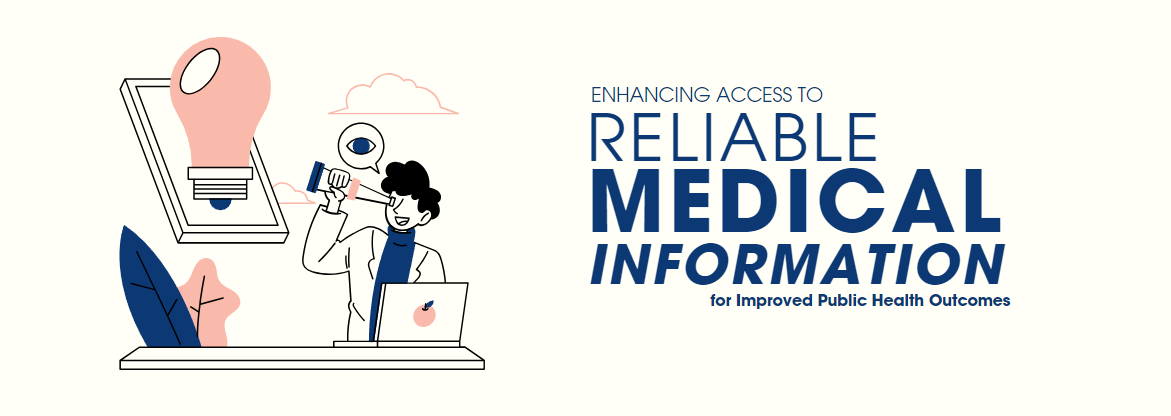 ENHANCING ACCESS TO
RELIABLE
MEDICAL
INFORMATION
for Improved Public Health Outcomes